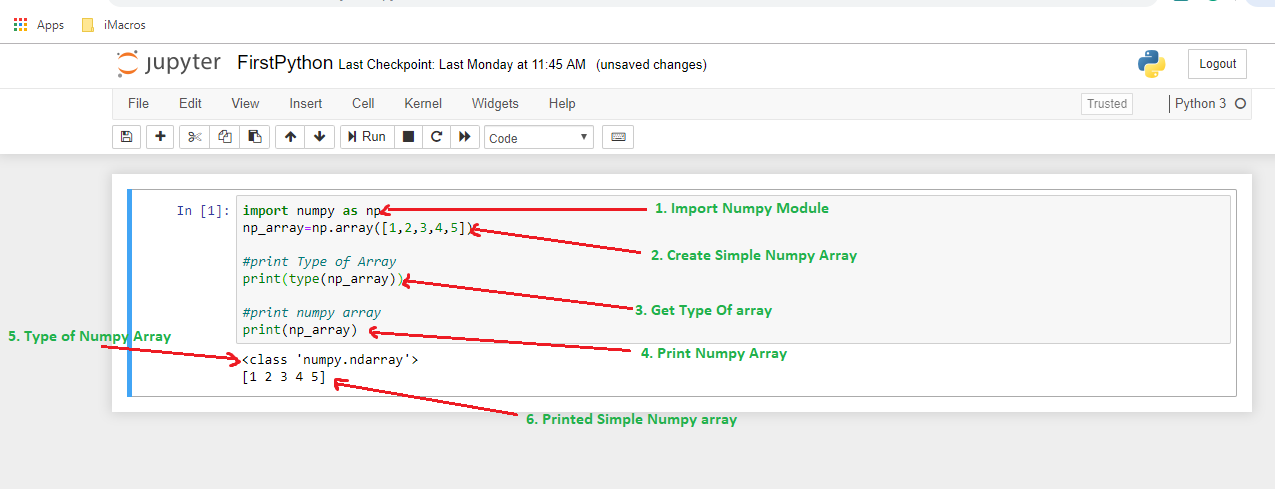 Apps iMacros
jupyter FirstPython Last Checkpoint: Last Monday at 11:45 AM (unsaved changes) Logout
File Edit View Insert Cell Kernel Widgets Help Trusted Python 3
Run Code
In [1]: import numpy as np 1. Import Numpy Module
np_array=np.array([1,2,3,4,5])
2. Create Simple Numpy Array
#print Type of Array
print(type(np_array))
3. Get Type Of array
#print numpy array
print(np_array)
5. Type of Numpy Array
4. Print Numpy Array
<class 'numpy.ndarray'>
[1 2 3 4 5]
6. Printed Simple Numpy array